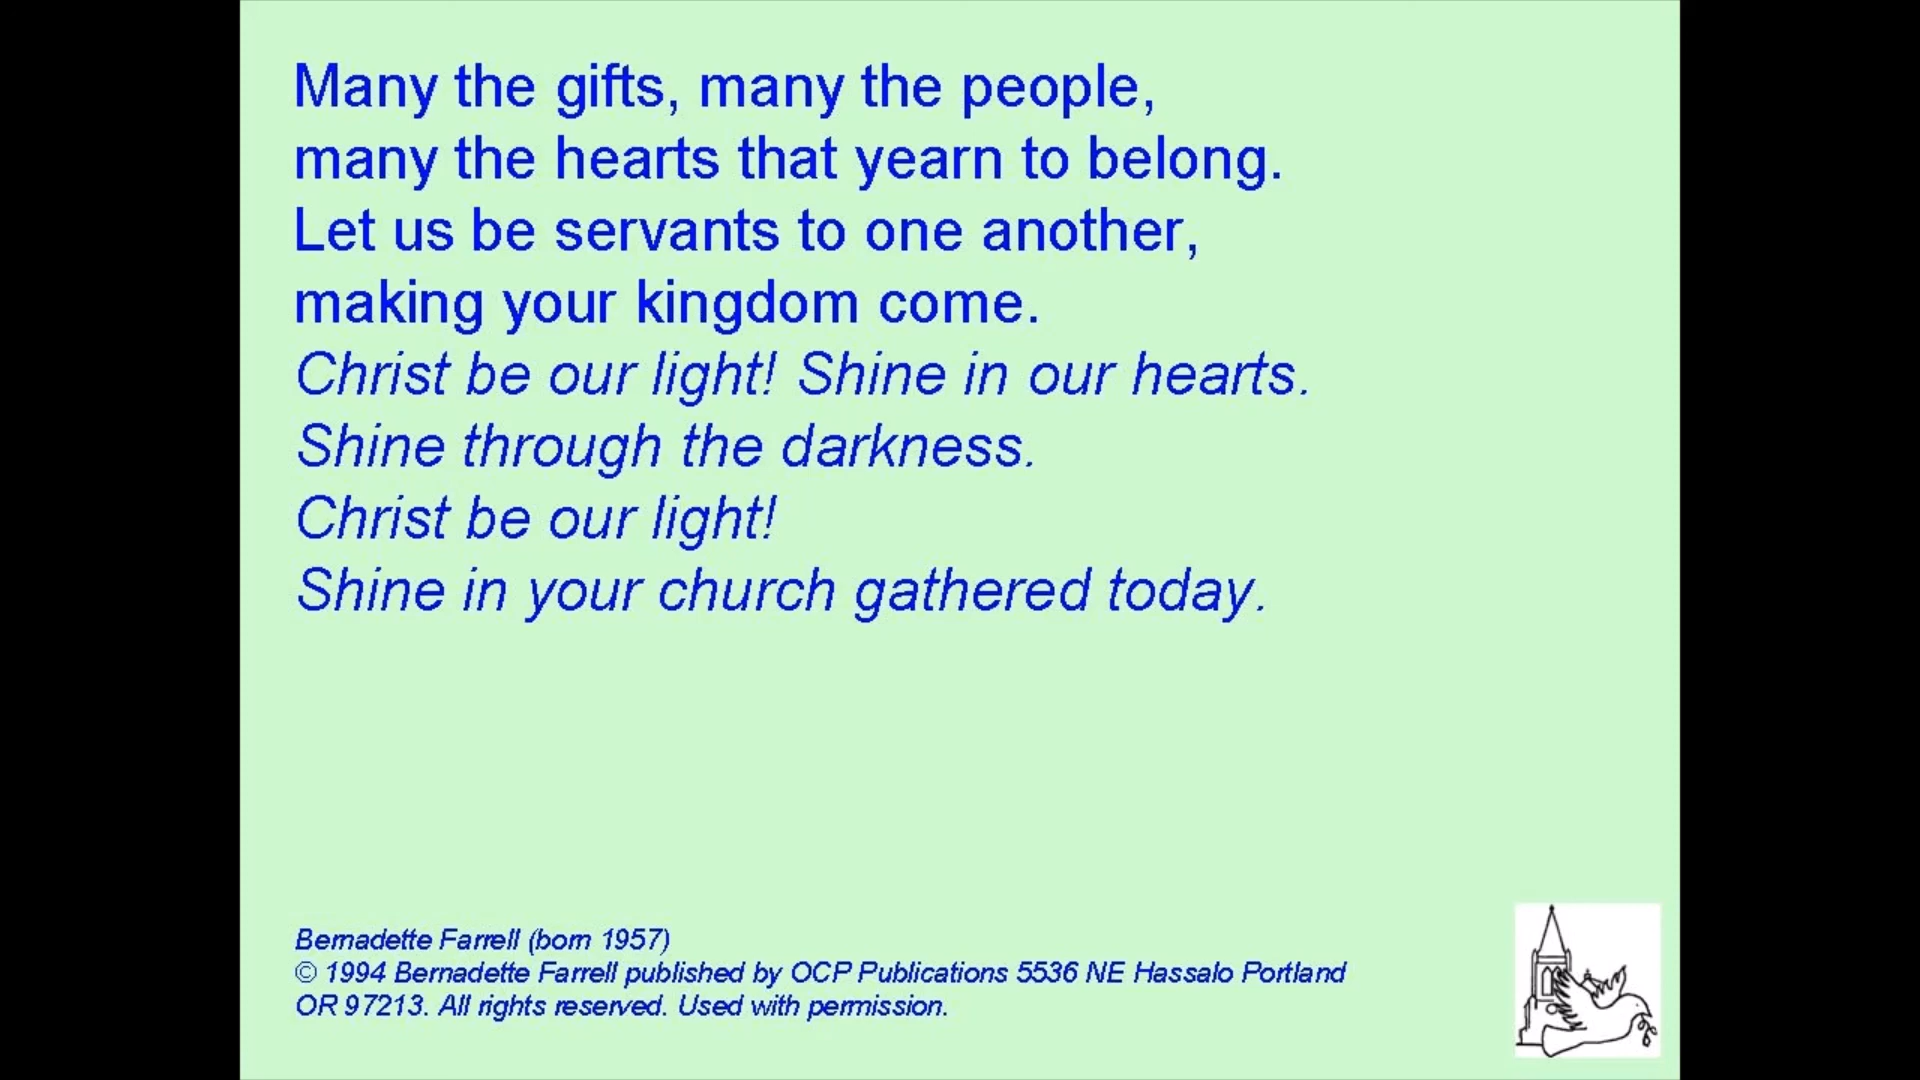 Many the gifts, many the people,
many the hearts that yearn to belong.
Let us be servants to one another,
making your kingdom come.
Christ be our light! Shine in our hearts.
Shine through the darkness.
Christ be our light!
Shine in your church gathered today.
Bernadette Farrell (born 1957)
© 1994 Bernadette Farrell published by OCP Publications 5536 NE Hassalo Portland
OR 97213. All rights reserved. Used with permission.